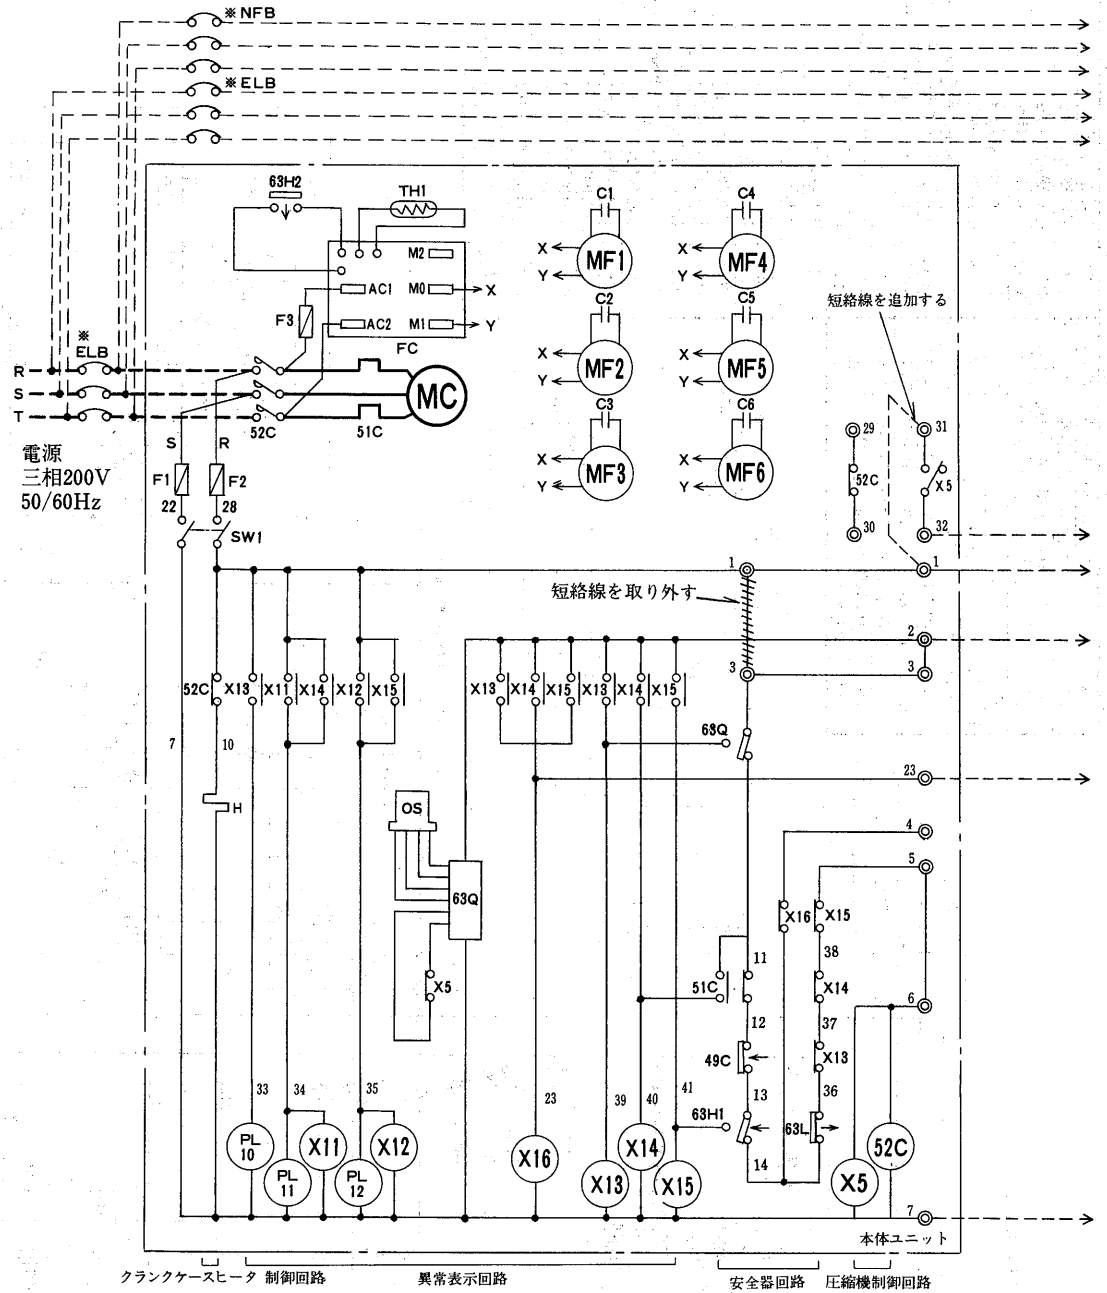 ※NFB
※ELB
63H2
TH1
C1
C4
M2
X
MF1
X
MF4
Y
Y
AC1
M0
X
C2
C5
短絡線を追加する
F3
AC2
M1
Y
※
ELB
FC
R
X
MF2
X
MF5
S
MC
Y
Y
T
52C
51C
C3
C6
29
31
S
R
電源
三相200V
50/60Hz
X
MF3
X
MF6
F1
F2
Y
Y
52C
X5
22
28
30
32
SW1
1
1
短絡線を取り外す
2
3
3
52C
X13
X11
X14
X12
X15
X13
X14
X15
X13
X14
X15
63Q
7
10
23
H
OS
4
5
63Q
X16
X15
11
38
X5
51C
X14
6
12
37
49C
X13
33
34
35
23
39
40
41
13
36
63H1
63L
PL
10
X11
X12
X16
X14
52C
14
PL
11
PL
12
X13
X15
X5
7
本体ユニット
クランクケースヒータ
制御回路
異常表示回路
安全器回路
圧縮機制御回路